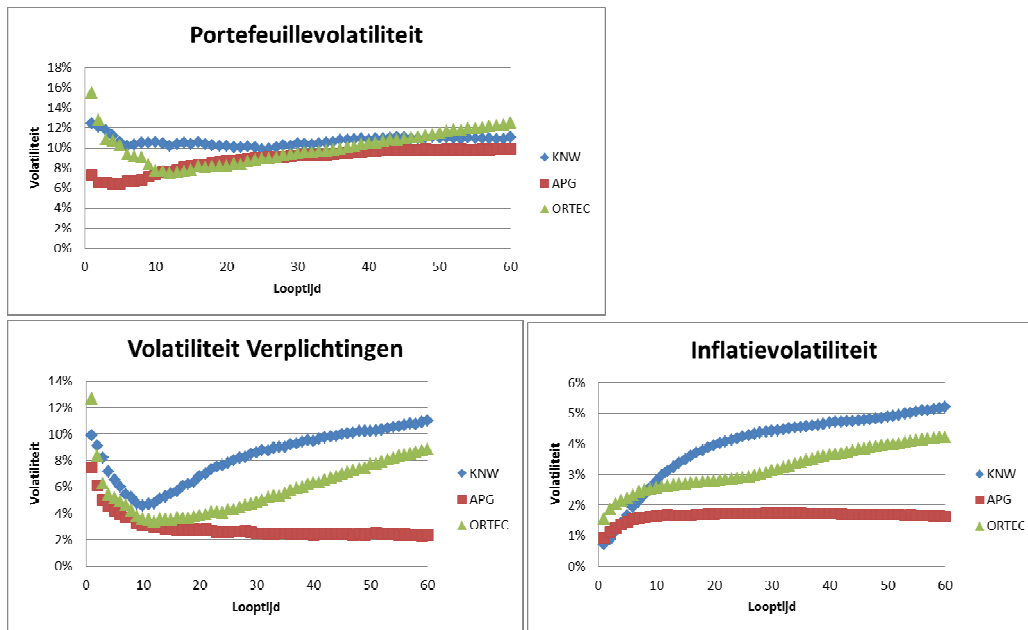 Portefeuillevolatiliteit
18%
16%
14%
12%
10%
8%
6%
4%
2%
0%
Volatiliteit
0 10 20 30 40 50 60
Looptijd
KNW
APG
ORTEC
Volatiliteit Verplichtingen
14%
12%
10%
8%
6%
4%
2%
0%
Volatiliteit
0 10 20 30 40 50 60
Looptijd
KNW
APG
ORTEC
Inflatievolatiliteit
6%
5%
4%
3%
2%
1%
0%
Volatiliteit
0 10 20 30 40 50 60
Looptijd
KNW
APG
ORTEC